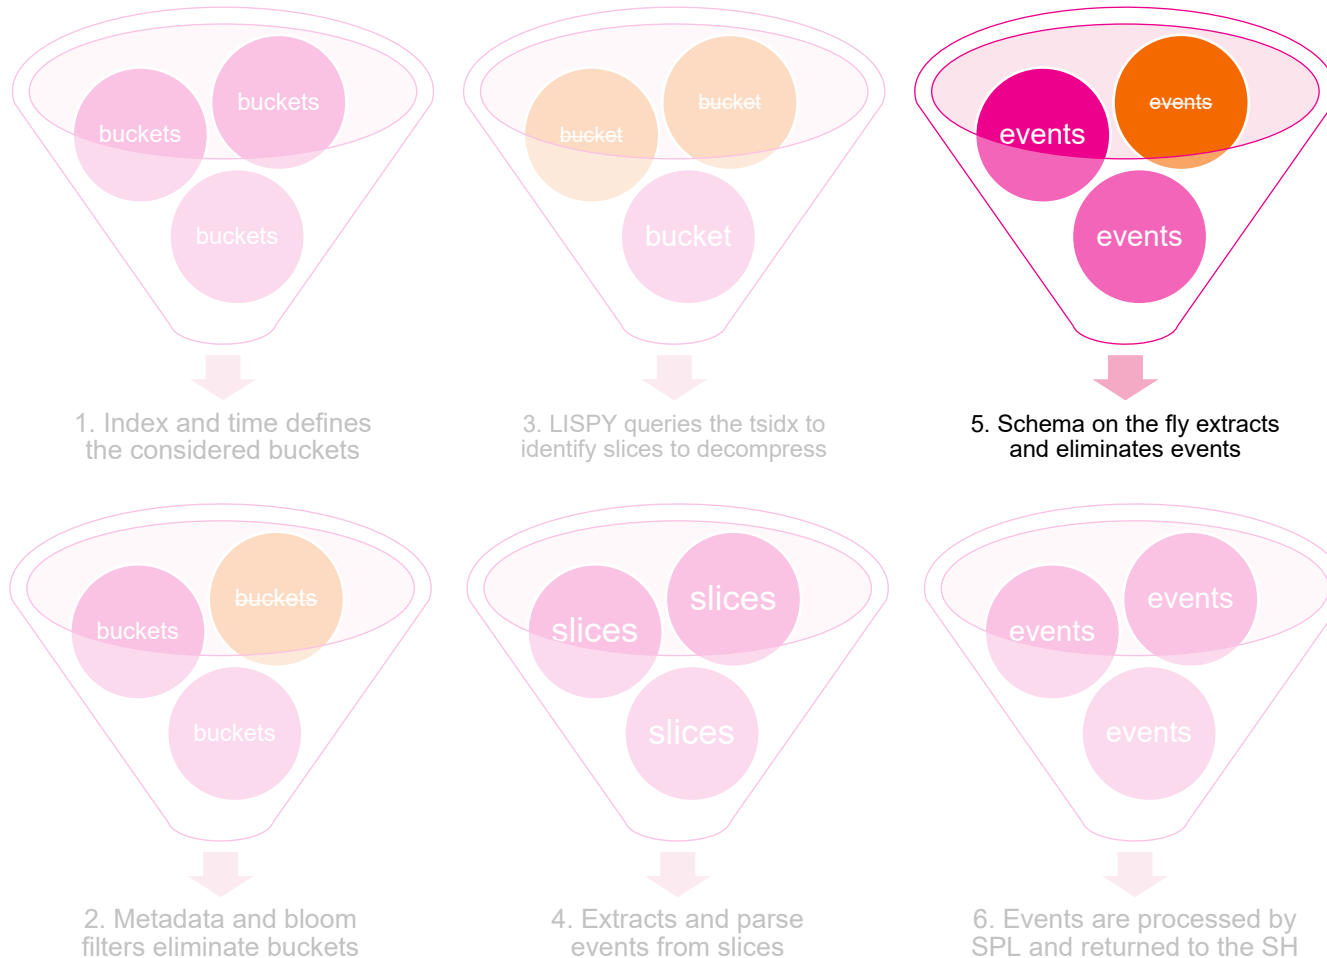 buckets
buckets
buckets
1. Index and time defines
the considered buckets
buckets
buckets
buckets
2. Metadata and bloom
filters eliminate buckets
bucket
bucket
bucket
3. LISPY queries the tsidx to
identify slices to decompress
slices
slices
slices
4. Extracts and parse
events from slices
events
events
events
5. Schema on the fly extracts
and eliminates events
events
events
events
6. Events are processed by
SPL and returned to the SH